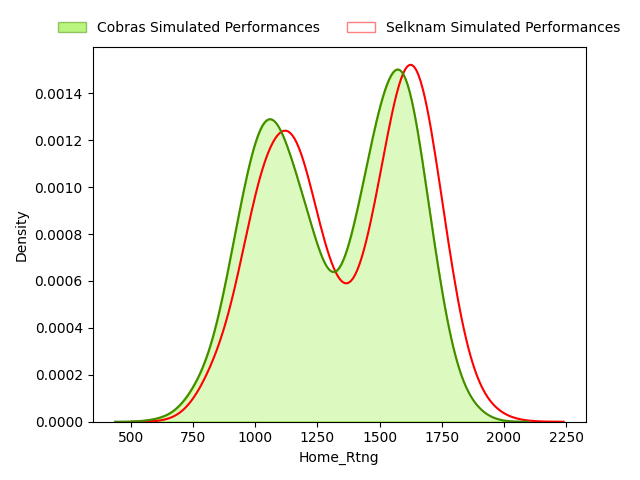 Cobras Simulated Performances
Selknam Simulated Performances
0.0014
0.0012
0.0010
0.0008
0.0006
0.0004
0.0002
0.0000
Density
500 750 1000 1250 1500 1750 2000 2250
Home_Rtng